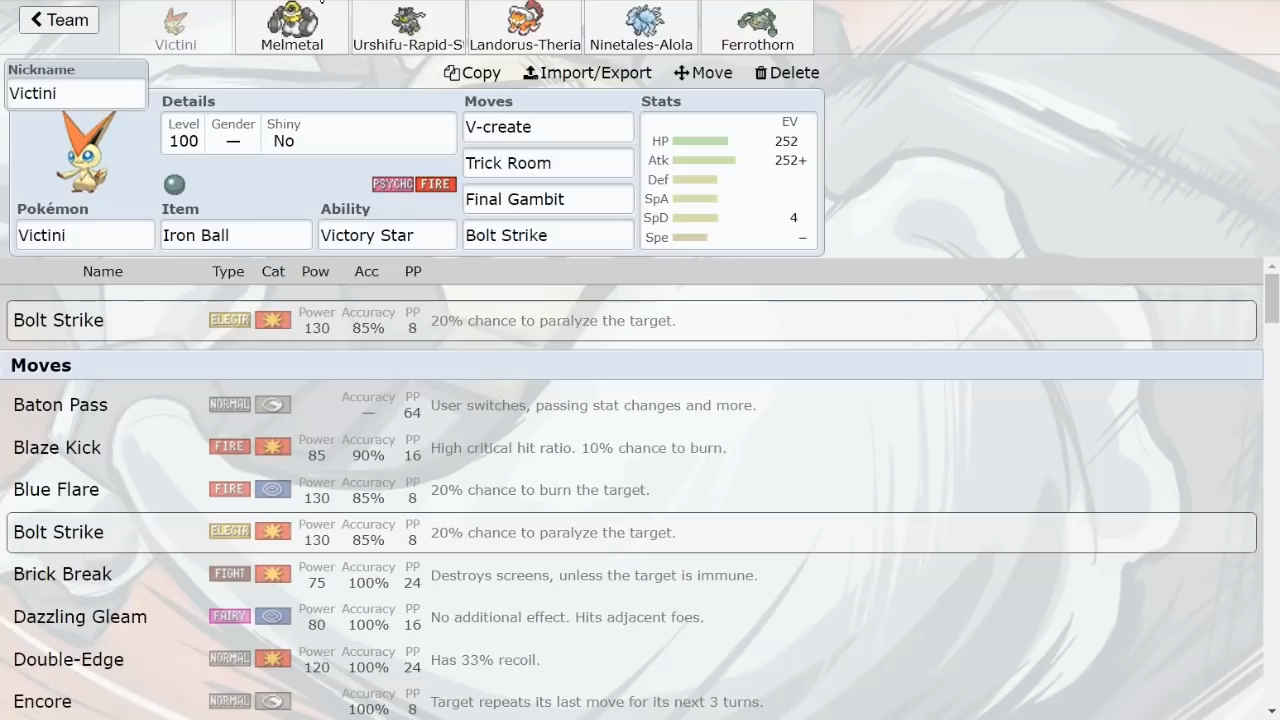 Team
Victini
Melmetal
Urshifu-Rapid-S
Landorus-Theria
Ninetales-Alola
Ferrothorn
Nickname
Victini
Copy
Import/Export
Move
Delete
Details
Moves
Stats
Level
100
Gender
—
Shiny
No
V-create
Trick Room
Final Gambit
Bolt Strike
EV
HP 252
Atk 252+
Def
SpA
SpD 4
Spe –
PSYCHC FIRE
Pokémon
Victini
Item
Iron Ball
Ability
Victory Star
Name Type Cat Pow Acc PP
Bolt Strike ELECTR Power 130 Accuracy 85% PP 8 20% chance to paralyze the target.
Moves
Baton Pass NORMAL Accuracy — PP 64 User switches, passing stat changes and more.
Blaze Kick FIRE Power 85 Accuracy 90% PP 16 High critical hit ratio. 10% chance to burn.
Blue Flare FIRE Power 130 Accuracy 85% PP 8 20% chance to burn the target.
Bolt Strike ELECTR Power 130 Accuracy 85% PP 8 20% chance to paralyze the target.
Brick Break FIGHT Power 75 Accuracy 100% PP 24 Destroys screens, unless the target is immune.
Dazzling Gleam FAIRY Power 80 Accuracy 100% PP 16 No additional effect. Hits adjacent foes.
Double-Edge NORMAL Power 120 Accuracy 100% PP 24 Has 33% recoil.
Encore NORMAL Accuracy 100% PP 8 Target repeats its last move for its next 3 turns.